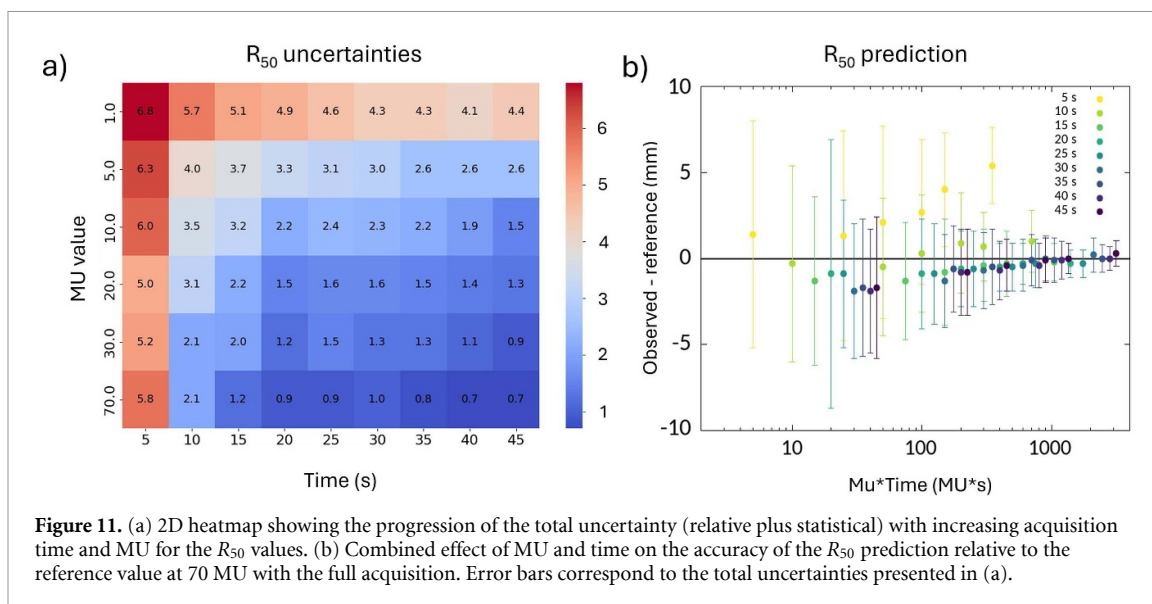 a)
R50 uncertainties
MU value
1.0 6.8 5.7 5.1 4.9 4.6 4.3 4.3 4.1 4.4
5.0 6.3 4.0 3.7 3.3 3.1 3.0 2.6 2.6 2.6
10.0 6.0 3.5 3.2 2.2 2.4 2.3 2.2 1.9 1.5
20.0 5.0 3.1 2.2 1.5 1.6 1.6 1.5 1.4 1.3
30.0 5.2 2.1 2.0 1.2 1.5 1.3 1.3 1.1 0.9
70.0 5.8 2.1 1.2 0.9 0.9 1.0 0.8 0.7 0.7
5 10 15 20 25 30 35 40 45
Time (s)
6
5
4
3
2
1
b)
R50 prediction
Observed - reference (mm)
10
5
0
-5
-10
10 100 1000
Mu*Time (MU*s)
5 s
10 s
15 s
20 s
25 s
30 s
35 s
40 s
45 s
Figure 11. (a) 2D heatmap showing the progression of the total uncertainty (relative plus statistical) with increasing acquisition
time and MU for the R50 values. (b) Combined effect of MU and time on the accuracy of the R50 prediction relative to the
reference value at 70 MU with the full acquisition. Error bars correspond to the total uncertainties presented in (a).